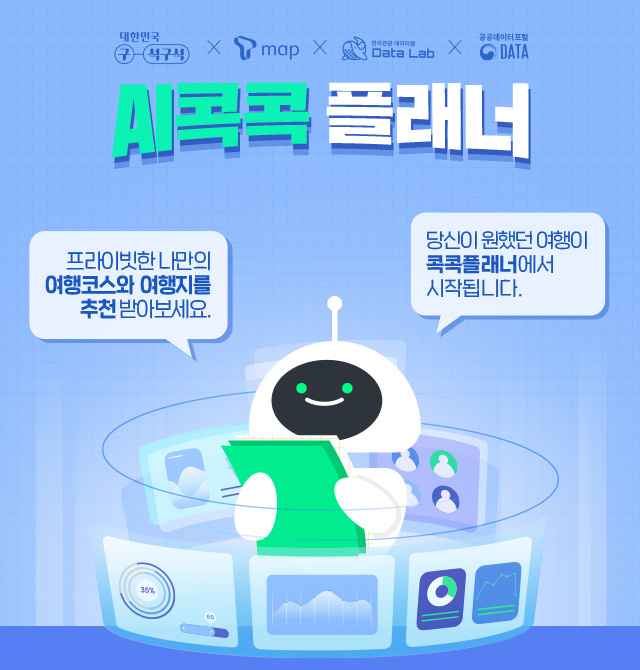 대한민국
구석구석
T map
한국관광 데이터랩
Data Lab
공공데이터포털
DATA
AI콕콕 플래너
당신이 원했던 여행이
콕콕플래너에서
시작됩니다.
프라이빗한 나만의
여행코스와 여행지를
추천 받아보세요.
35%
60